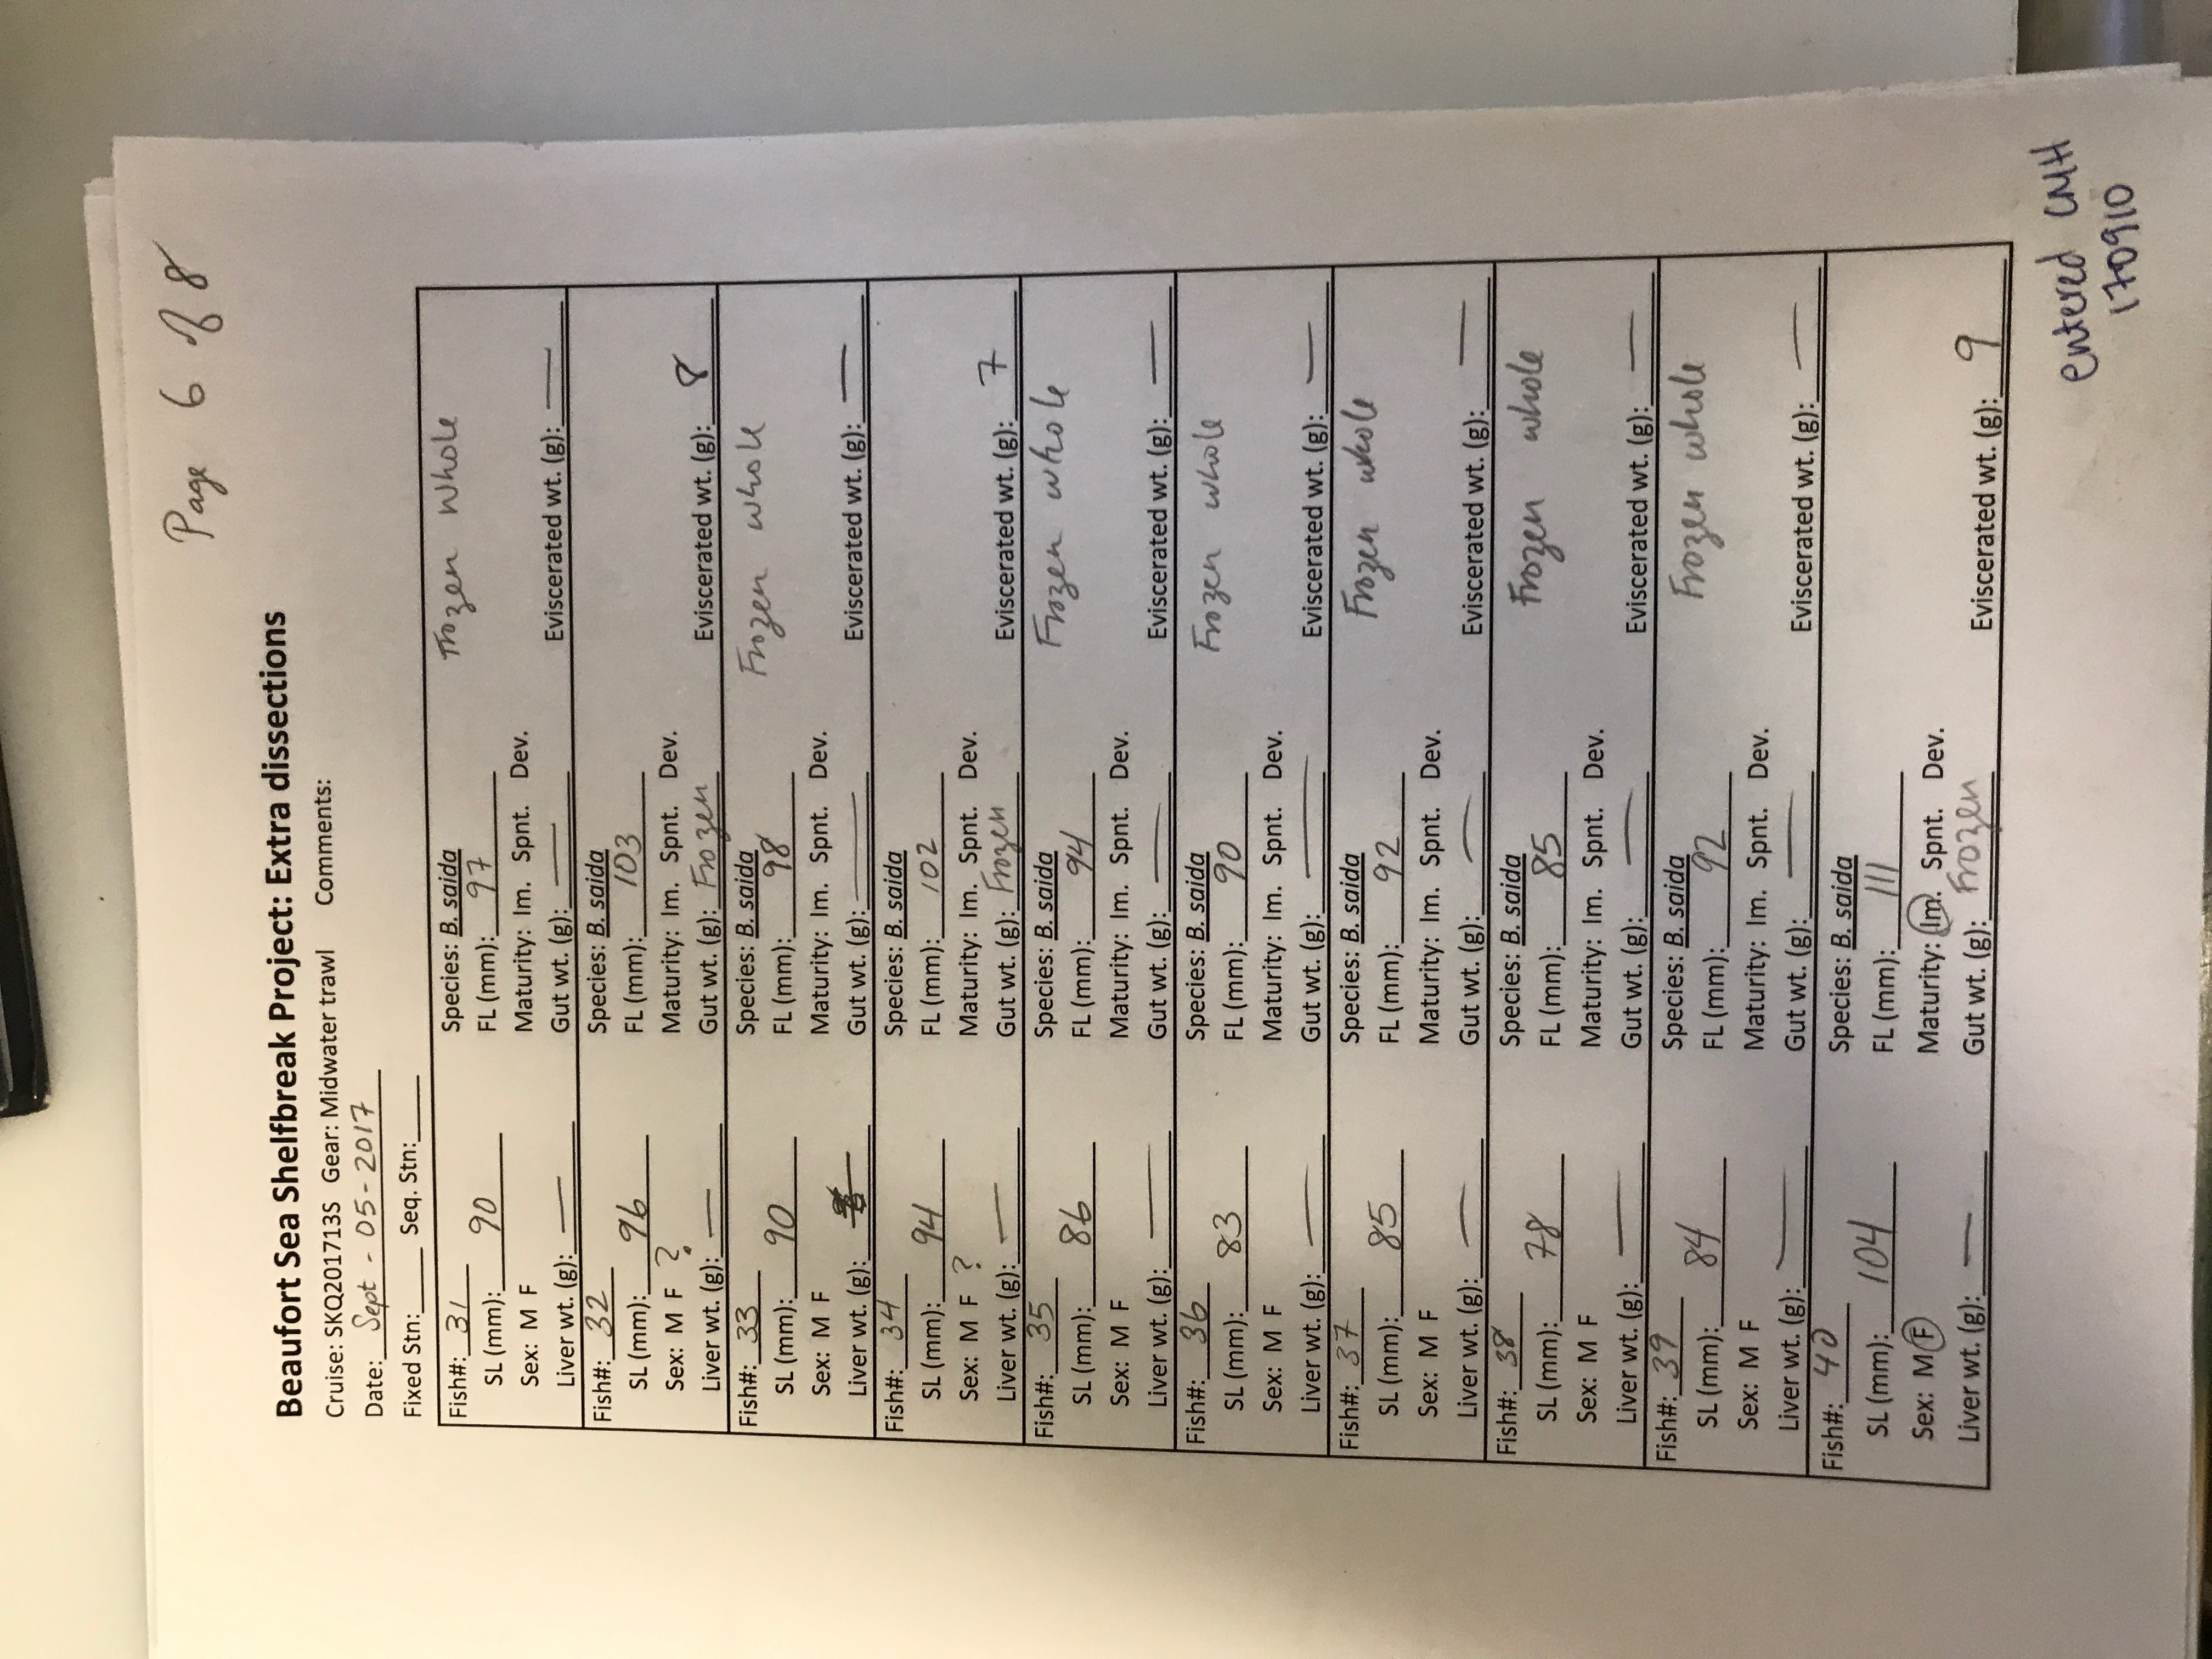 Page 6 of 8
Beaufort Sea Shelfbreak Project: Extra dissections
Cruise: SKQ201713S Gear: Midwater trawl Comments:
Date: Sept - 05 - 2017
Fixed Stn:____ Seq. Stn:____
Fish#: 31 Species: B. saida Frozen whole
SL (mm): 90 FL (mm): 97
Sex: M F Maturity: Im. Spnt. Dev.
Liver wt. (g): — Gut wt. (g): — Eviscerated wt. (g): —
Fish#: 32 Species: B. saida
SL (mm): 96 FL (mm): 103
Sex: M F ? Maturity: Im. Spnt. Dev.
Liver wt. (g): — Gut wt. (g): Frozen Eviscerated wt. (g): 8
Fish#: 33 Species: B. saida Frozen whole
SL (mm): 90 FL (mm): 98
Sex: M F Maturity: Im. Spnt. Dev.
Liver wt. (g): — Gut wt. (g): — Eviscerated wt. (g): —
Fish#: 34 Species: B. saida
SL (mm): 94 FL (mm): 102
Sex: M F ? Maturity: Im. Spnt. Dev.
Liver wt. (g): — Gut wt. (g): Frozen Eviscerated wt. (g): 7
Fish#: 35 Species: B. saida Frozen whole
SL (mm): 86 FL (mm): 94
Sex: M F Maturity: Im. Spnt. Dev.
Liver wt. (g): — Gut wt. (g): — Eviscerated wt. (g): —
Fish#: 36 Species: B. saida Frozen whole
SL (mm): 83 FL (mm): 90
Sex: M F Maturity: Im. Spnt. Dev.
Liver wt. (g): — Gut wt. (g): — Eviscerated wt. (g): —
Fish#: 37 Species: B. saida Frozen whole
SL (mm): 85 FL (mm): 92
Sex: M F Maturity: Im. Spnt. Dev.
Liver wt. (g): — Gut wt. (g): — Eviscerated wt. (g): —
Fish#: 38 Species: B. saida Frozen whole
SL (mm): 78 FL (mm): 85
Sex: M F Maturity: Im. Spnt. Dev.
Liver wt. (g): — Gut wt. (g): — Eviscerated wt. (g): —
Fish#: 39 Species: B. saida Frozen whole
SL (mm): 84 FL (mm): 92
Sex: M F Maturity: Im. Spnt. Dev.
Liver wt. (g): — Gut wt. (g): — Eviscerated wt. (g): —
Fish#: 40 Species: B. saida
SL (mm): 104 FL (mm): 111
Sex: M F Maturity: Im. Spnt. Dev.
Liver wt. (g): — Gut wt. (g): Frozen Eviscerated wt. (g): 9
entered CMH
170910